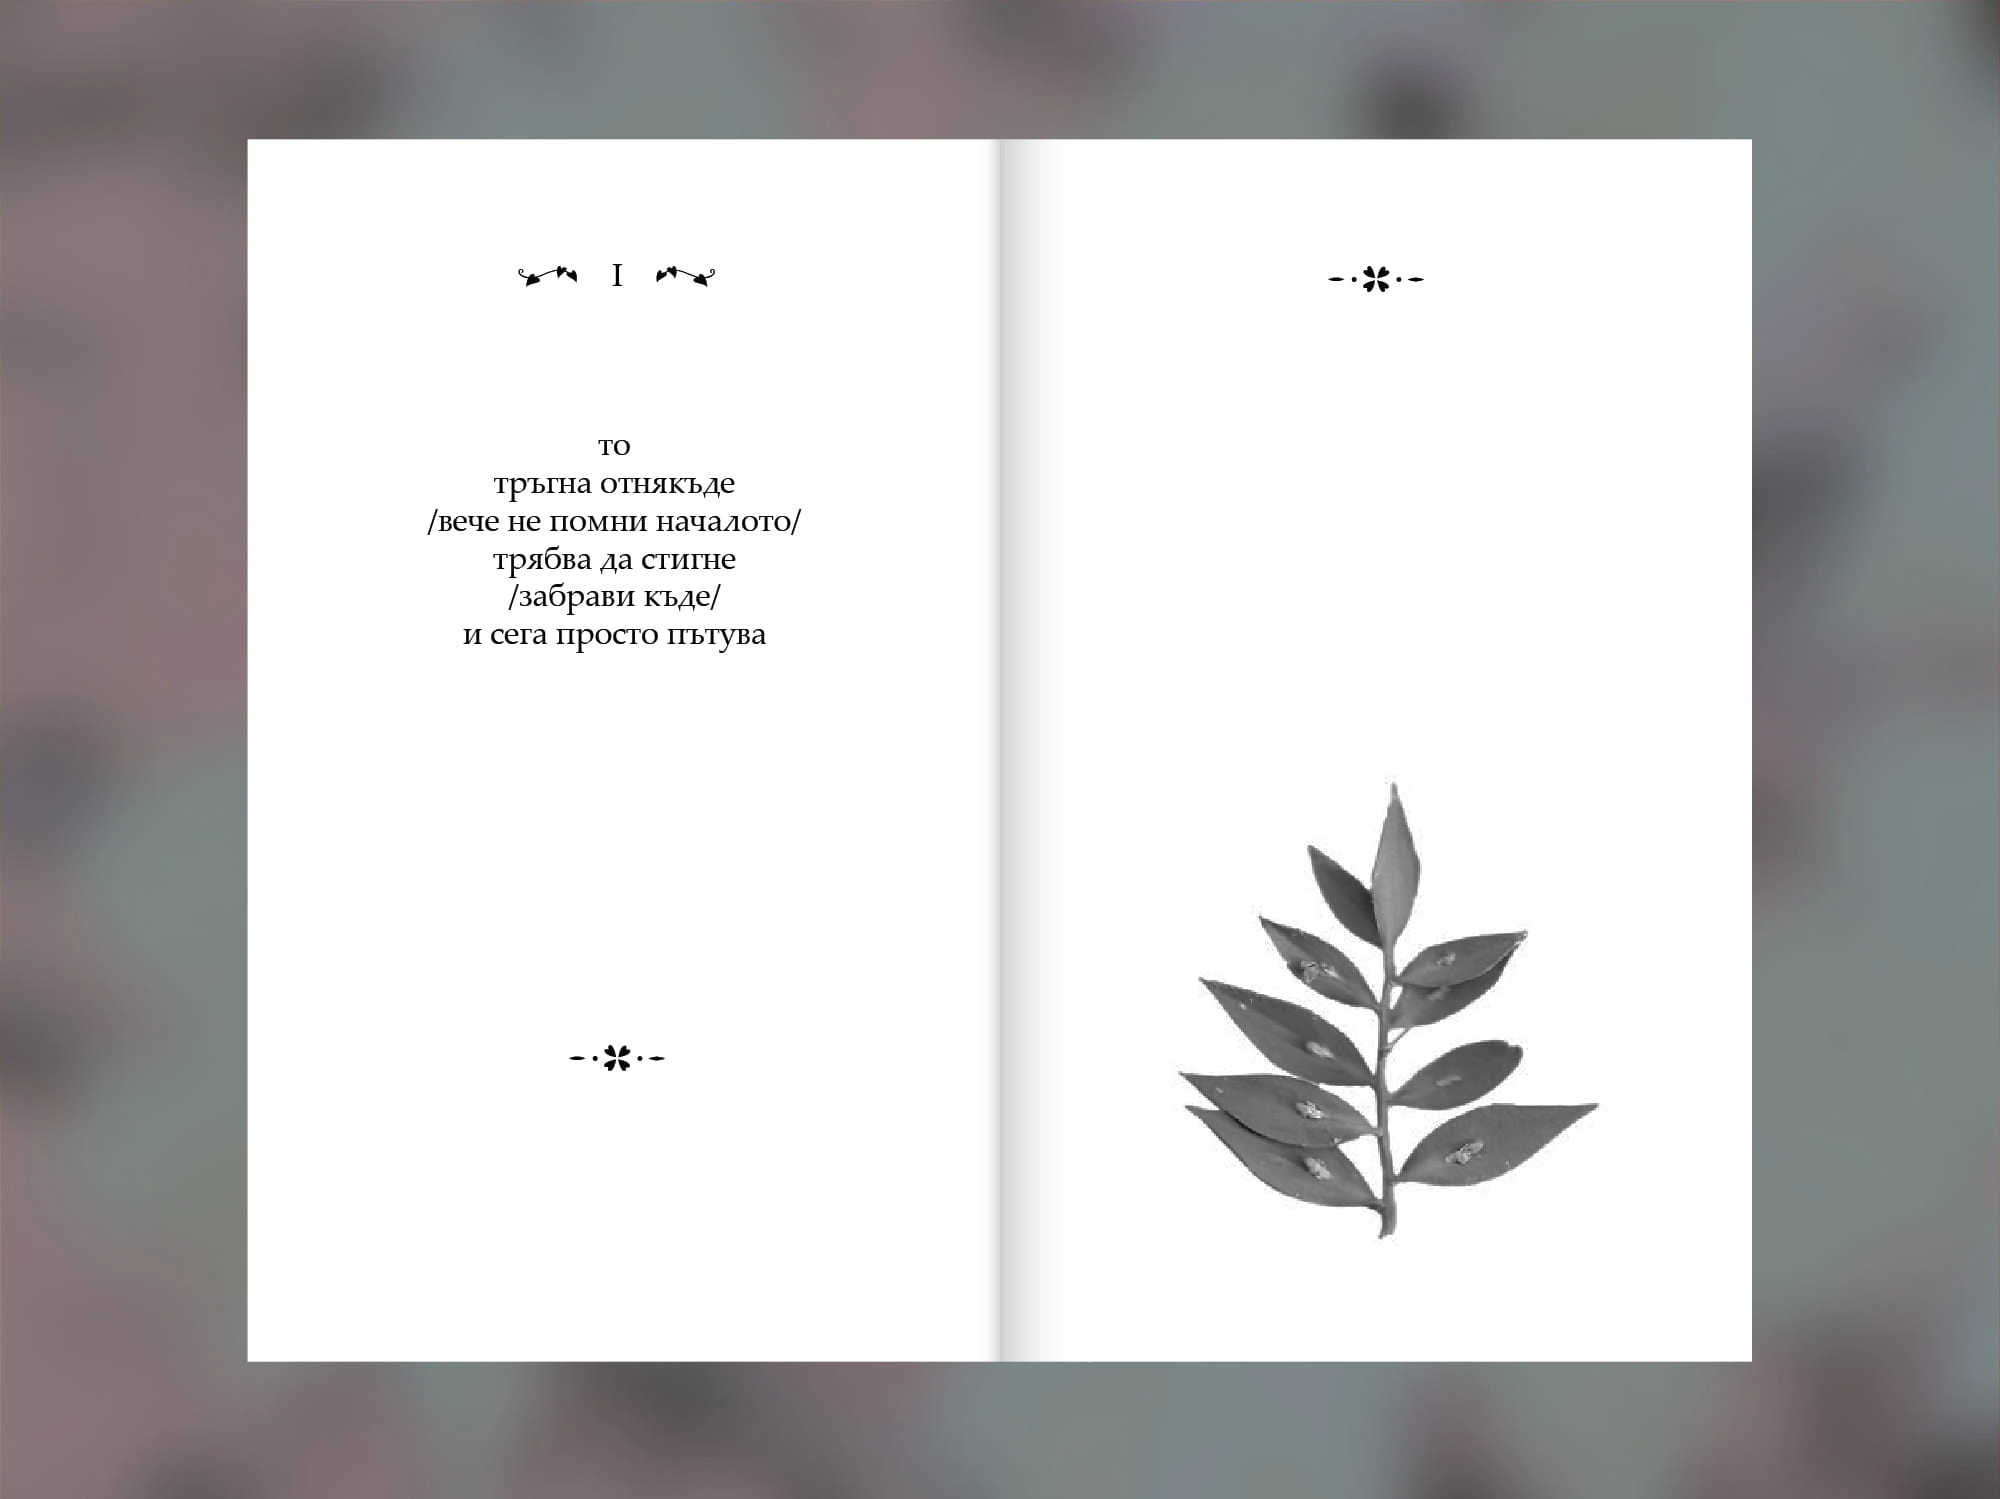 I
то
тръгна отнякъде
/вече не помни началото/
трябва да стигне
/забрави къде/
и сега просто пътува